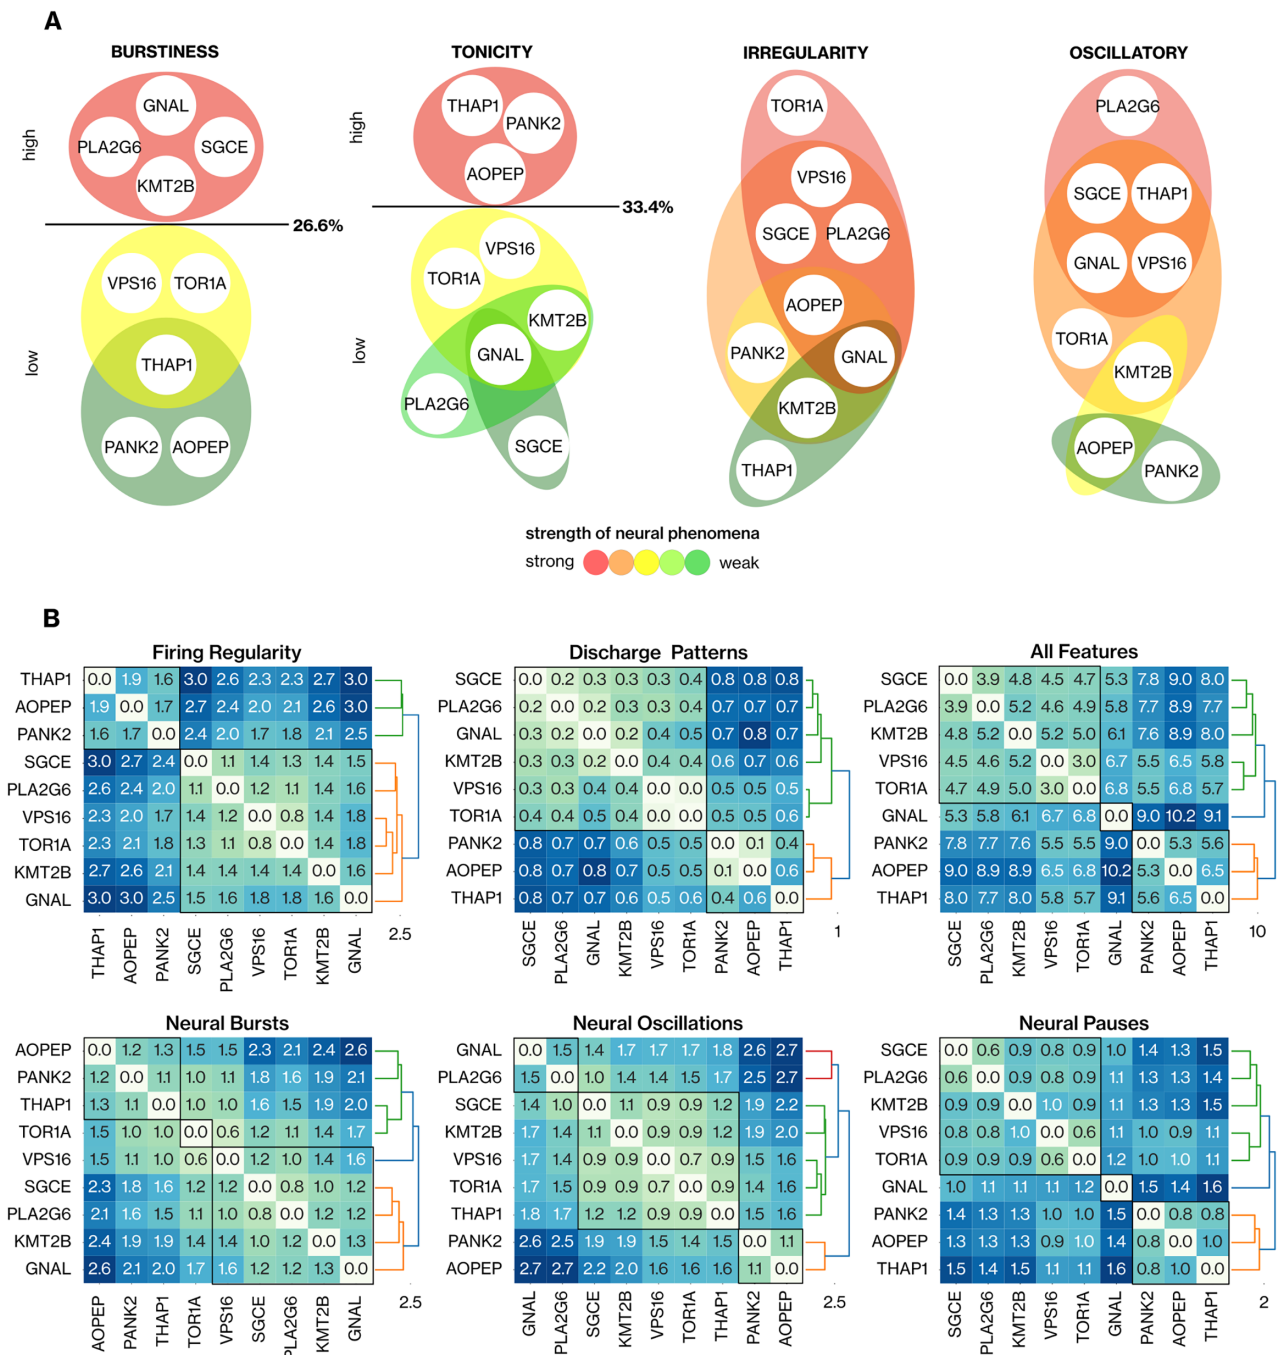 A
BURSTINESS TONICITY IRREGULARITY OSCILLATORY
high
GNAL
PLA2G6 SGCE
KMT2B
26.6%
low
VPS16 TOR1A
THAP1
PANK2 AOPEP
high
THAP1
PANK2
AOPEP
33.4%
low
VPS16
TOR1A
KMT2B
GNAL
PLA2G6
SGCE
TOR1A
VPS16
SGCE PLA2G6
AOPEP
PANK2 GNAL
KMT2B
THAP1
PLA2G6
SGCE THAP1
GNAL VPS16
TOR1A
KMT2B
AOPEP
PANK2
strength of neural phenomena
strong weak
B
Firing Regularity
THAP1 0.0 1.9 1.6 3.0 2.6 2.3 2.3 2.7 3.0
AOPEP 1.9 0.0 1.7 2.7 2.4 2.0 2.1 2.6 3.0
PANK2 1.6 1.7 0.0 2.4 2.0 1.7 1.8 2.1 2.5
SGCE 3.0 2.7 2.4 0.0 1.1 1.4 1.3 1.4 1.5
PLA2G6 2.6 2.4 2.0 1.1 0.0 1.2 1.1 1.4 1.6
VPS16 2.3 2.0 1.7 1.4 1.2 0.0 0.8 1.4 1.8
TOR1A 2.3 2.1 1.8 1.3 1.1 0.8 0.0 1.4 1.8
KMT2B 2.7 2.6 2.1 1.4 1.4 1.4 1.4 0.0 1.6
GNAL 3.0 3.0 2.5 1.5 1.6 1.8 1.8 1.6 0.0
THAP1 AOPEP PANK2 SGCE PLA2G6 VPS16 TOR1A KMT2B GNAL
2.5
Discharge Patterns
SGCE 0.0 0.2 0.3 0.3 0.3 0.4 0.8 0.8 0.8
PLA2G6 0.2 0.0 0.2 0.3 0.3 0.4 0.7 0.7 0.7
GNAL 0.3 0.2 0.0 0.2 0.4 0.5 0.7 0.8 0.7
KMT2B 0.3 0.3 0.2 0.0 0.4 0.4 0.6 0.7 0.6
VPS16 0.3 0.3 0.4 0.4 0.0 0.0 0.5 0.5 0.5
TOR1A 0.4 0.4 0.5 0.4 0.0 0.0 0.5 0.5 0.6
PANK2 0.8 0.7 0.7 0.6 0.5 0.5 0.0 0.1 0.4
AOPEP 0.8 0.7 0.8 0.7 0.5 0.5 0.1 0.0 0.6
THAP1 0.8 0.7 0.7 0.6 0.5 0.6 0.4 0.6 0.0
SGCE PLA2G6 GNAL KMT2B VPS16 TOR1A PANK2 AOPEP THAP1
1
All Features
SGCE 0.0 3.9 4.8 4.5 4.7 5.3 7.8 9.0 8.0
PLA2G6 3.9 0.0 5.2 4.6 4.9 5.8 7.7 8.9 7.7
KMT2B 4.8 5.2 0.0 5.2 5.0 6.1 7.6 8.9 8.0
VPS16 4.5 4.6 5.2 0.0 3.0 6.7 5.5 6.5 5.8
TOR1A 4.7 4.9 5.0 3.0 0.0 6.8 5.5 6.8 5.7
GNAL 5.3 5.8 6.1 6.7 6.8 0.0 9.0 10.2 9.1
PANK2 7.8 7.7 7.6 5.5 5.5 9.0 0.0 5.3 5.6
AOPEP 9.0 8.9 8.9 6.5 6.8 10.2 5.3 0.0 6.5
THAP1 8.0 7.7 8.0 5.8 5.7 9.1 5.6 6.5 0.0
SGCE PLA2G6 KMT2B VPS16 TOR1A GNAL PANK2 AOPEP THAP1
10
Neural Bursts
AOPEP 0.0 1.2 1.3 1.5 1.5 2.3 2.1 2.4 2.6
PANK2 1.2 0.0 1.1 1.0 1.1 1.8 1.6 1.9 2.1
THAP1 1.3 1.1 0.0 1.0 1.0 1.6 1.5 1.9 2.0
TOR1A 1.5 1.0 1.0 0.0 0.6 1.2 1.1 1.4 1.7
VPS16 1.5 1.1 1.0 0.6 0.0 1.2 1.0 1.4 1.6
SGCE 2.3 1.8 1.6 1.2 1.2 0.0 0.8 1.0 1.2
PLA2G6 2.1 1.6 1.5 1.1 1.0 0.8 0.0 1.2 1.2
KMT2B 2.4 1.9 1.9 1.4 1.4 1.0 1.2 0.0 1.3
GNAL 2.6 2.1 2.0 1.7 1.6 1.2 1.2 1.3 0.0
AOPEP PANK2 THAP1 TOR1A VPS16 SGCE PLA2G6 KMT2B GNAL
2.5
Neural Oscillations
GNAL 0.0 1.5 1.4 1.7 1.7 1.7 1.8 2.6 2.7
PLA2G6 1.5 0.0 1.0 1.4 1.4 1.5 1.7 2.5 2.7
SGCE 1.4 1.0 0.0 1.1 0.9 0.9 1.2 1.9 2.2
KMT2B 1.7 1.4 1.1 0.0 0.9 0.9 1.2 1.9 2.0
VPS16 1.7 1.4 0.9 0.9 0.0 0.7 0.9 1.5 1.6
TOR1A 1.7 1.5 0.9 0.9 0.7 0.0 0.9 1.4 1.6
THAP1 1.8 1.7 1.2 1.2 0.9 0.9 0.0 1.5 1.6
PANK2 2.6 2.5 1.9 1.9 1.5 1.4 1.5 0.0 1.1
AOPEP 2.7 2.7 2.2 2.0 1.6 1.6 1.6 1.1 0.0
GNAL PLA2G6 SGCE KMT2B VPS16 TOR1A THAP1 PANK2 AOPEP
2.5
Neural Pauses
SGCE 0.0 0.6 0.9 0.8 0.9 1.0 1.4 1.3 1.5
PLA2G6 0.6 0.0 0.9 0.8 0.9 1.1 1.3 1.3 1.4
KMT2B 0.9 0.9 0.0 1.0 0.9 1.1 1.3 1.3 1.5
VPS16 0.8 0.8 1.0 0.0 0.6 1.1 1.0 0.9 1.1
TOR1A 0.9 0.9 0.9 0.6 0.0 1.2 1.0 1.0 1.1
GNAL 1.0 1.1 1.1 1.1 1.2 0.0 1.5 1.4 1.6
PANK2 1.4 1.3 1.3 1.0 1.0 1.5 0.0 0.8 0.8
AOPEP 1.3 1.3 1.3 0.9 1.0 1.4 0.8 0.0 1.0
THAP1 1.5 1.4 1.5 1.1 1.1 1.6 0.8 1.0 0.0
SGCE PLA2G6 KMT2B VPS16 TOR1A GNAL PANK2 AOPEP THAP1
2